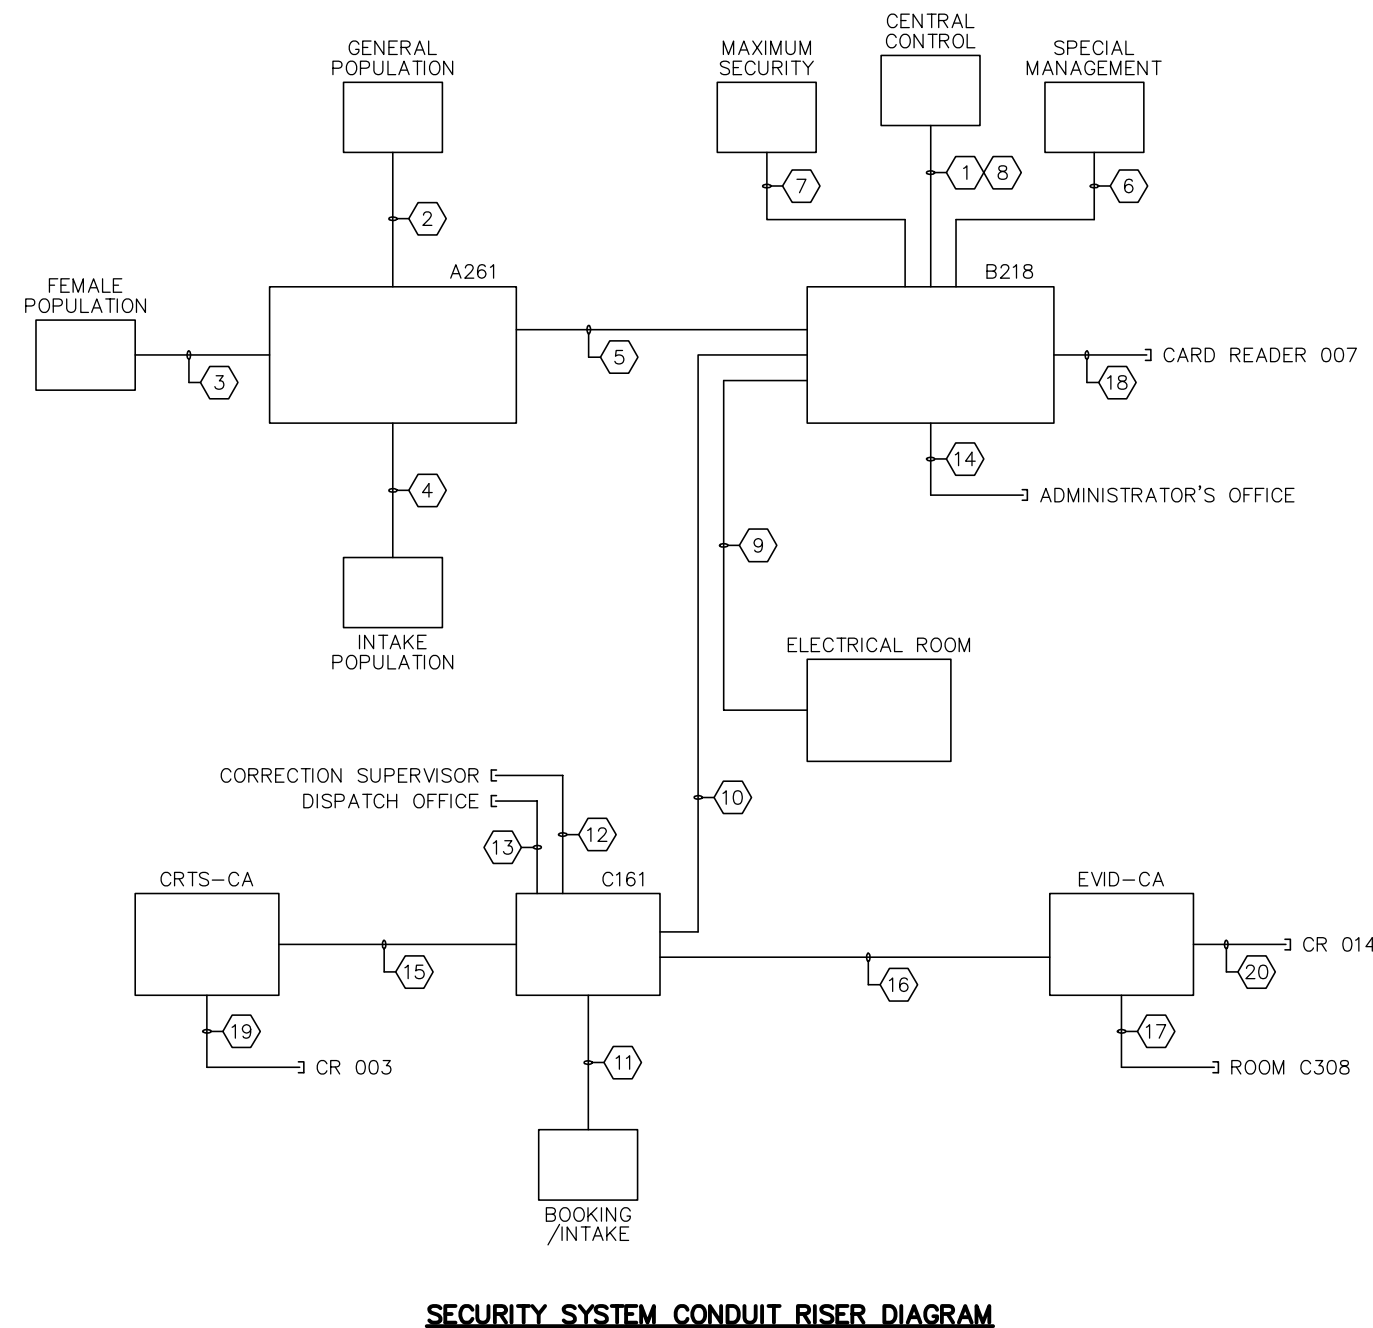 CENTRAL
CONTROL
GENERAL
POPULATION
MAXIMUM
SECURITY
SPECIAL
MANAGEMENT
1
8
7
6
2
A261
B218
FEMALE
POPULATION
5
CARD READER 007
3
18
14
4
ADMINISTRATOR'S OFFICE
9
INTAKE
POPULATION
ELECTRICAL ROOM
CORRECTION SUPERVISOR
DISPATCH OFFICE
10
12
13
CRTS-CA
C161
EVID-CA
CR 014
15
16
20
19
17
CR 003
11
ROOM C308
BOOKING
/INTAKE
SECURITY SYSTEM CONDUIT RISER DIAGRAM